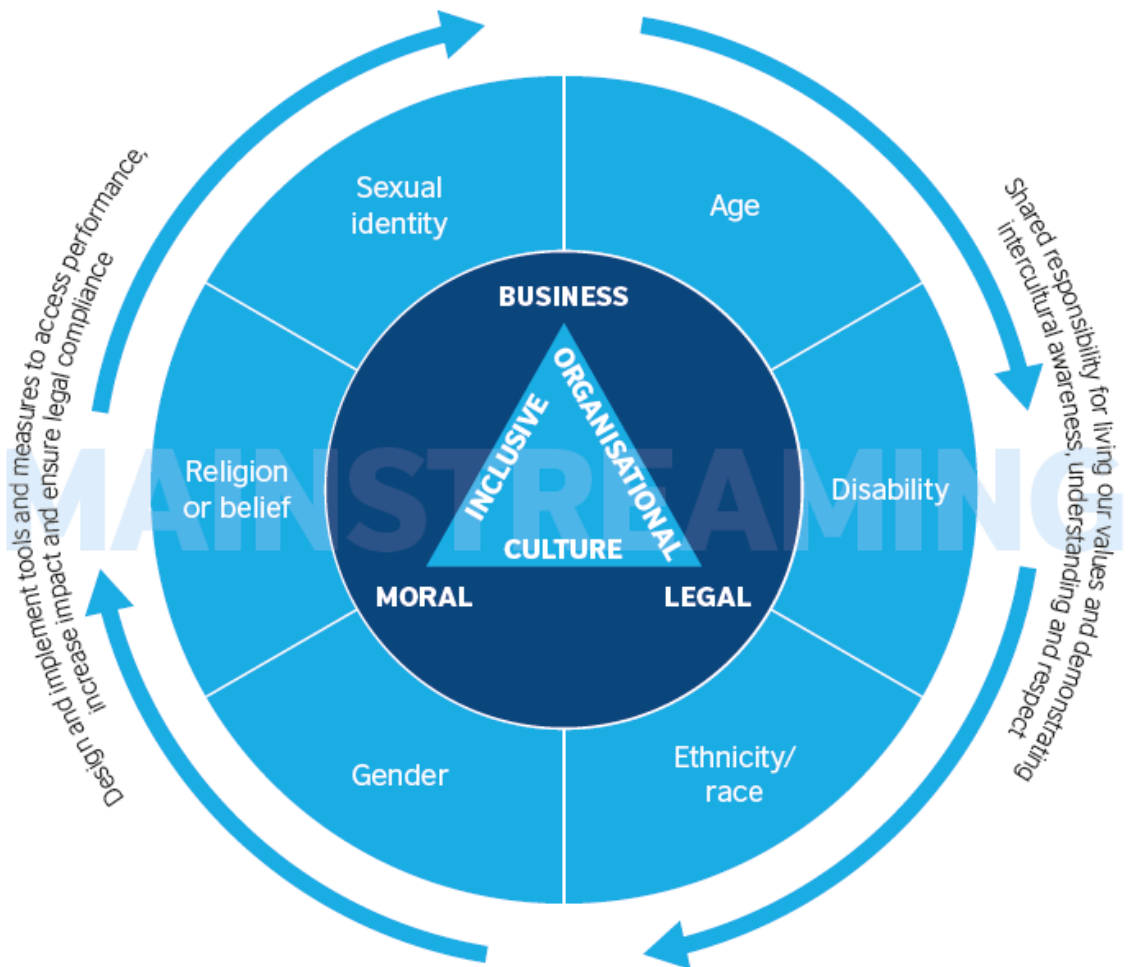 Sexual
identity
Age
Disability
Ethnicity/
race
Gender
Religion
or belief
BUSINESS
INCLUSIVE
ORGANISATIONAL
CULTURE
MORAL
LEGAL
MAINSTREAMING
Design and implement tools and measures to access performance,
increase impact and ensure legal compliance
Shared responsibility for living our values and demonstrating
intercultural awareness, understanding and respect